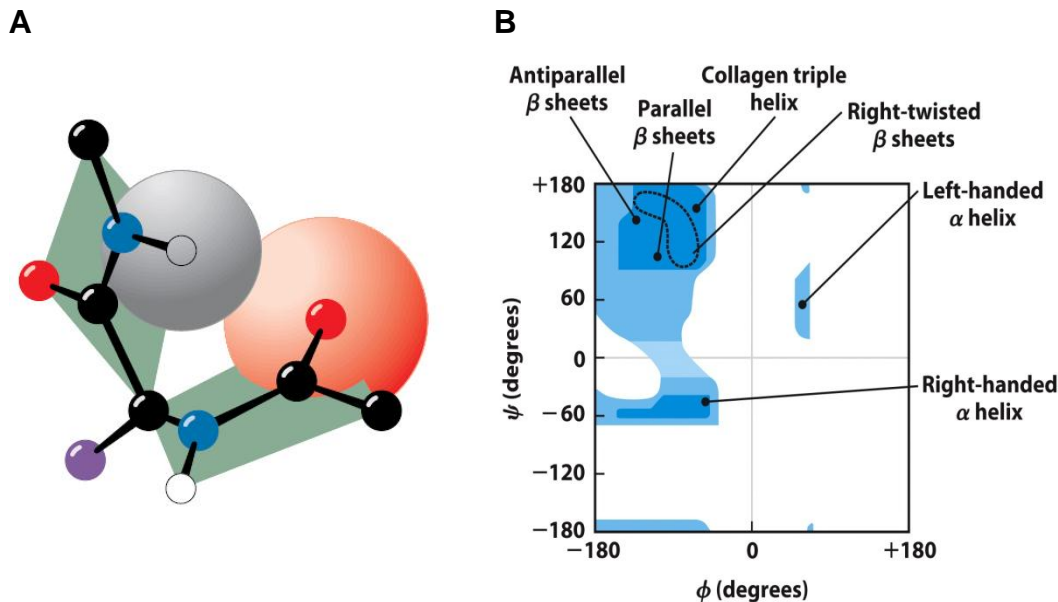 A
B
Antiparallel
β sheets
Parallel
β sheets
Collagen triple
helix
Right-twisted
β sheets
Left-handed
α helix
Right-handed
α helix
+180
120
60
0
−60
−120
−180
ψ (degrees)
−180
0
+180
ϕ (degrees)